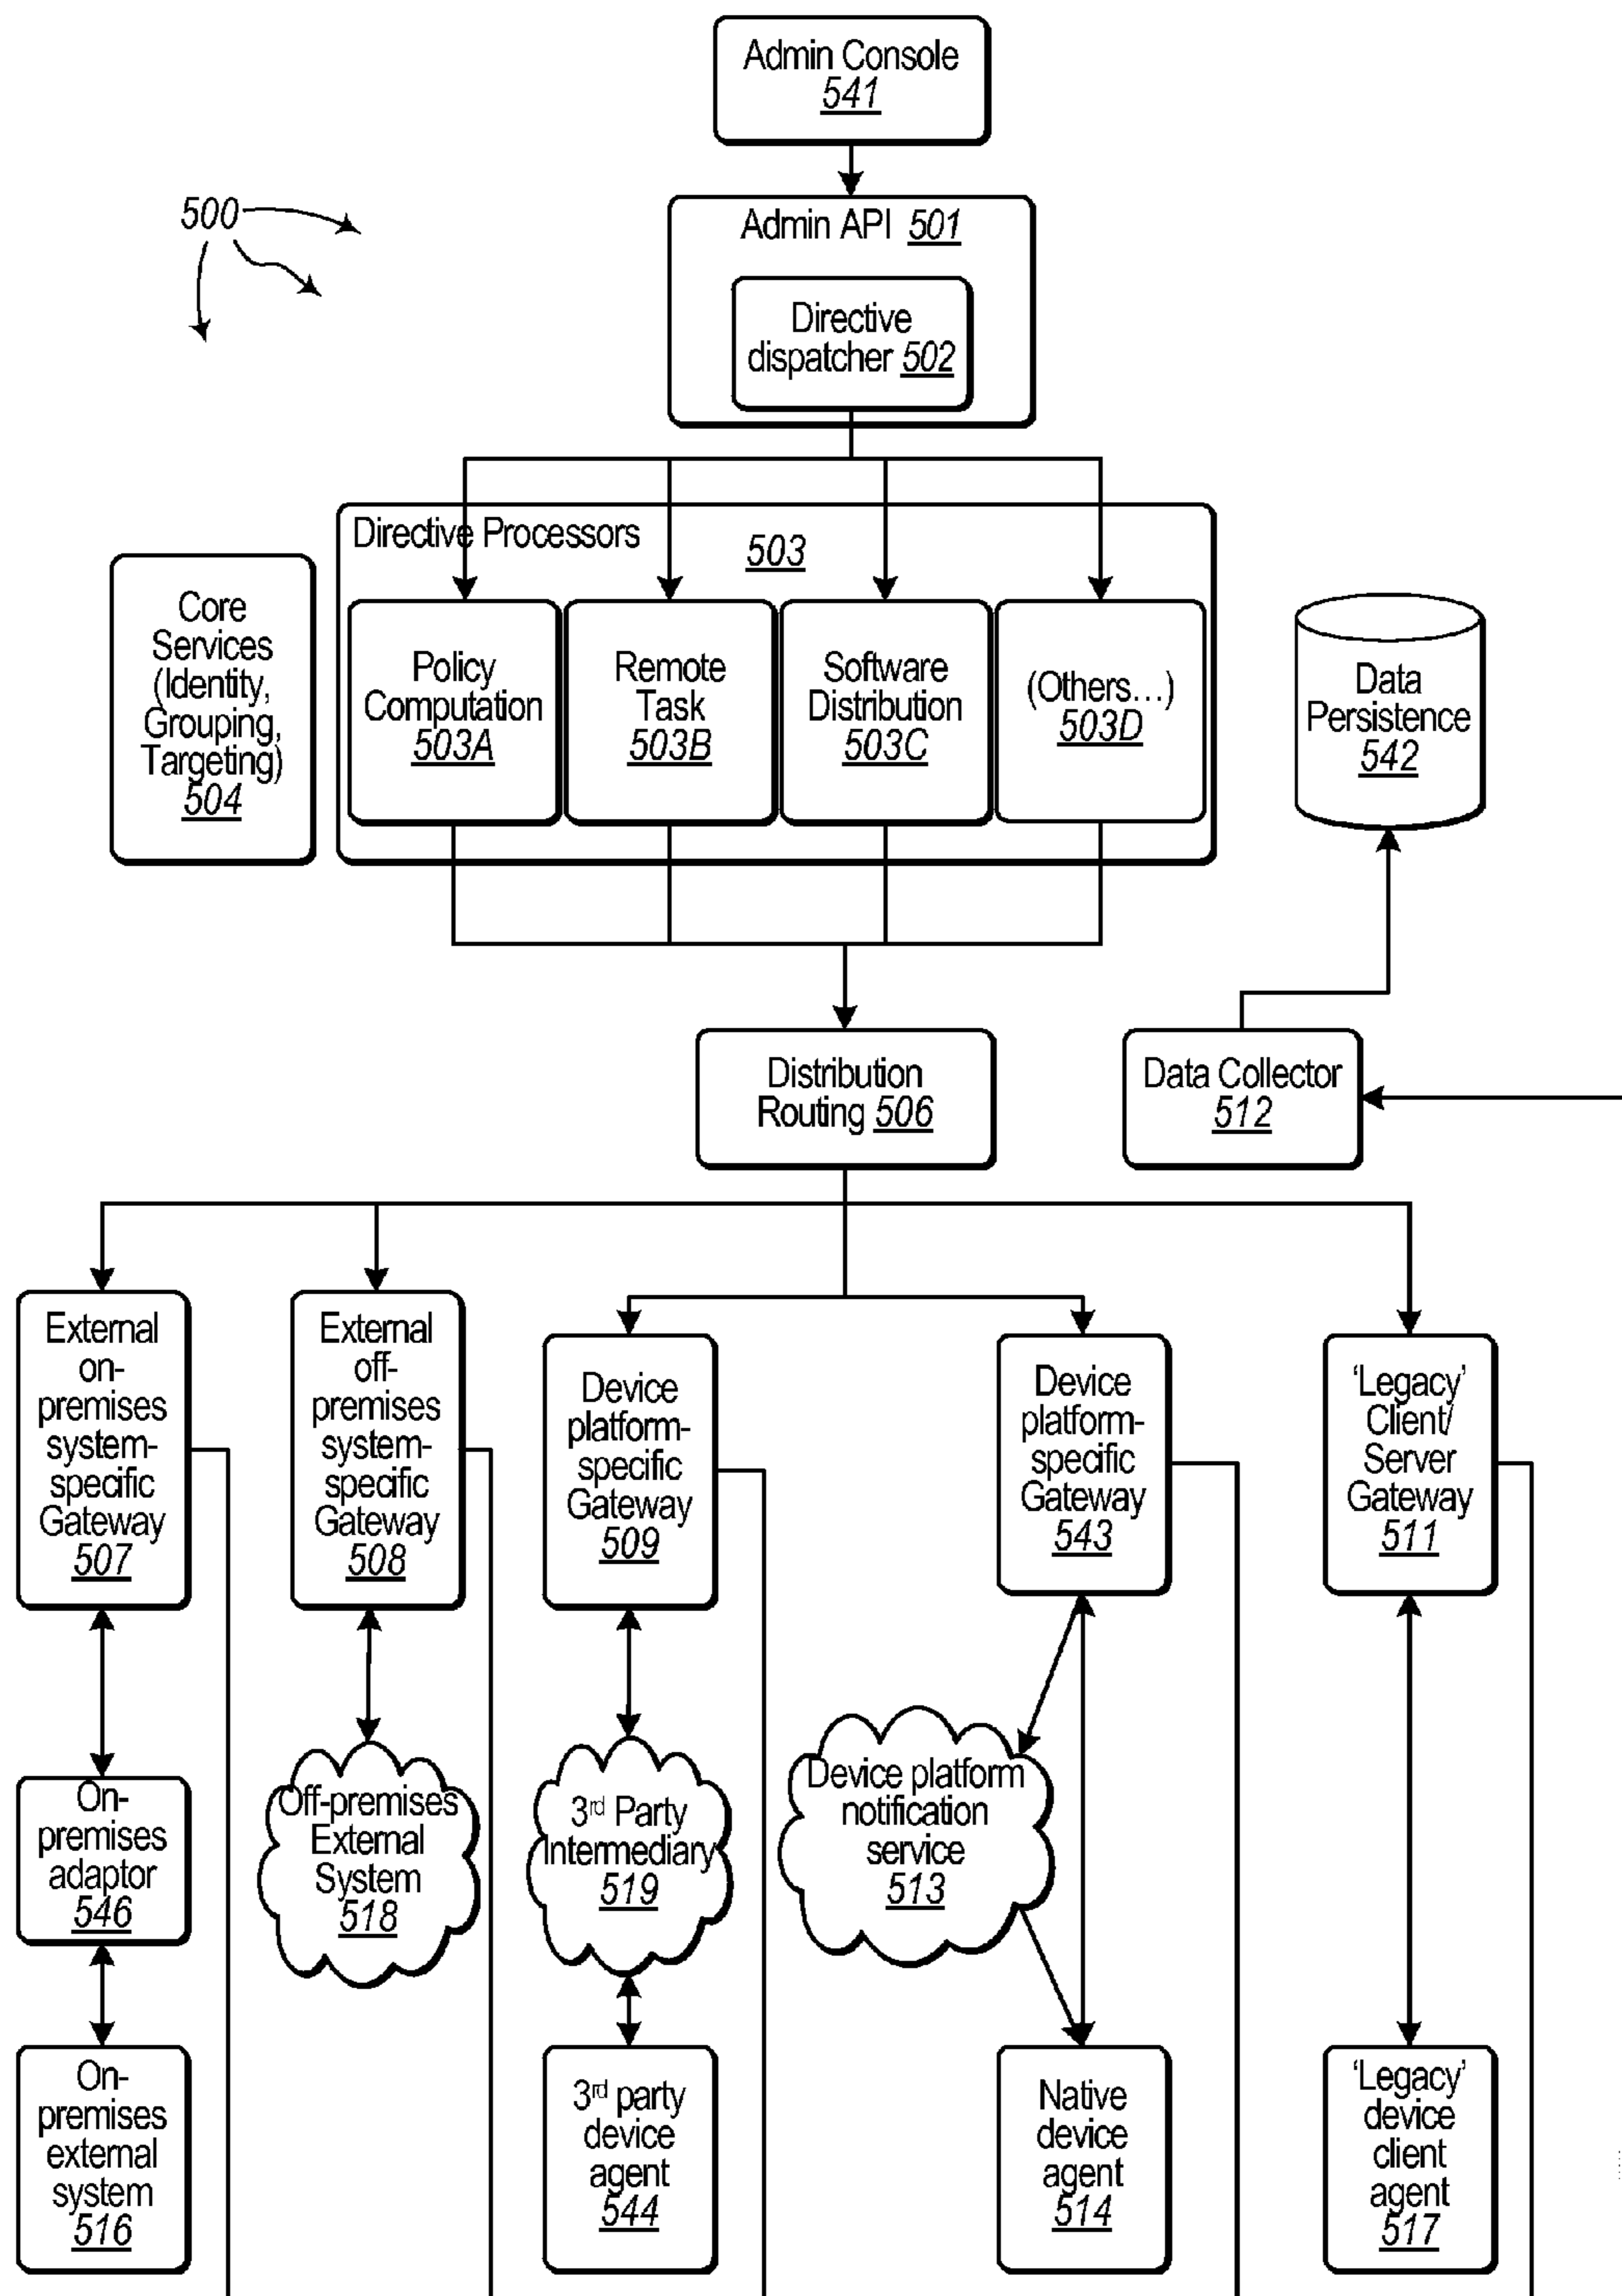 Admin Console
541
500
Admin API 501
Directive
dispatcher 502
Directive Processors
503
Core
Services
(Identity,
Grouping,
Targeting)
504
Policy
Computation
503A
Remote
Task
503B
Software
Distribution
503C
(Others...)
503D
Data
Persistence
542
Distribution
Routing 506
Data Collector
512
External
on-
premises
system-
specific
Gateway
507
External
off-
premises
system-
specific
Gateway
508
Device
platform-
specific
Gateway
509
Device
platform-
specific
Gateway
543
'Legacy'
Client/
Server
Gateway
511
On-
premises
adaptor
546
Off-premises
External
System
518
3rd Party
Intermediary
519
Device platform
notification
service
513
On-
premises
external
system
516
3rd party
device
agent
544
Native
device
agent
514
'Legacy'
device
client
agent
517